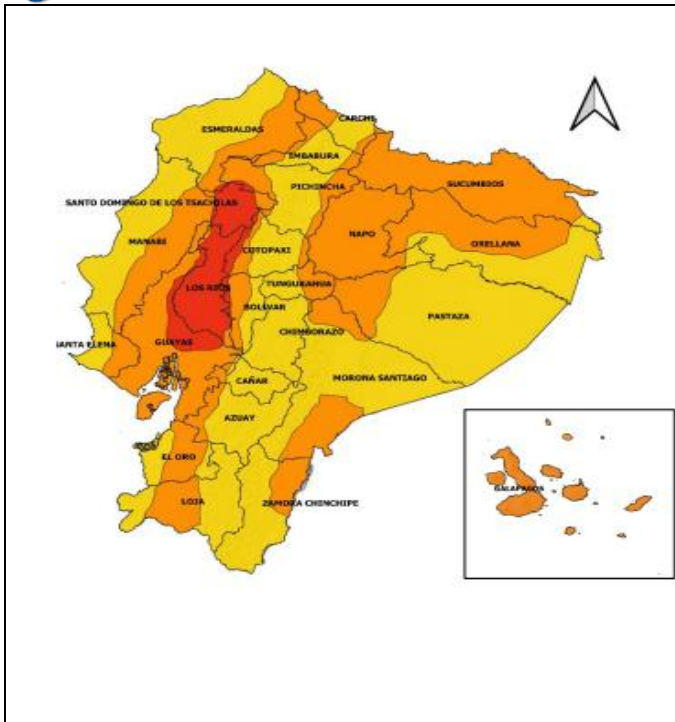 CARCHI
ESMERALDAS
IMBABURA
PICHINCHA
SUCUMBIOS
SANTO DOMINGO DE LOS TSACHILAS
NAPO
MANABI
ORELLANA
COTOPAXI
TUNGURAHUA
LOS RIOS
BOLIVAR
PASTAZA
CHIMBORAZO
GUAYAS
SANTA ELENA
MORONA SANTIAGO
CAÑAR
AZUAY
EL ORO
LOJA
ZAMORA CHINCHIPE
GALAPAGOS